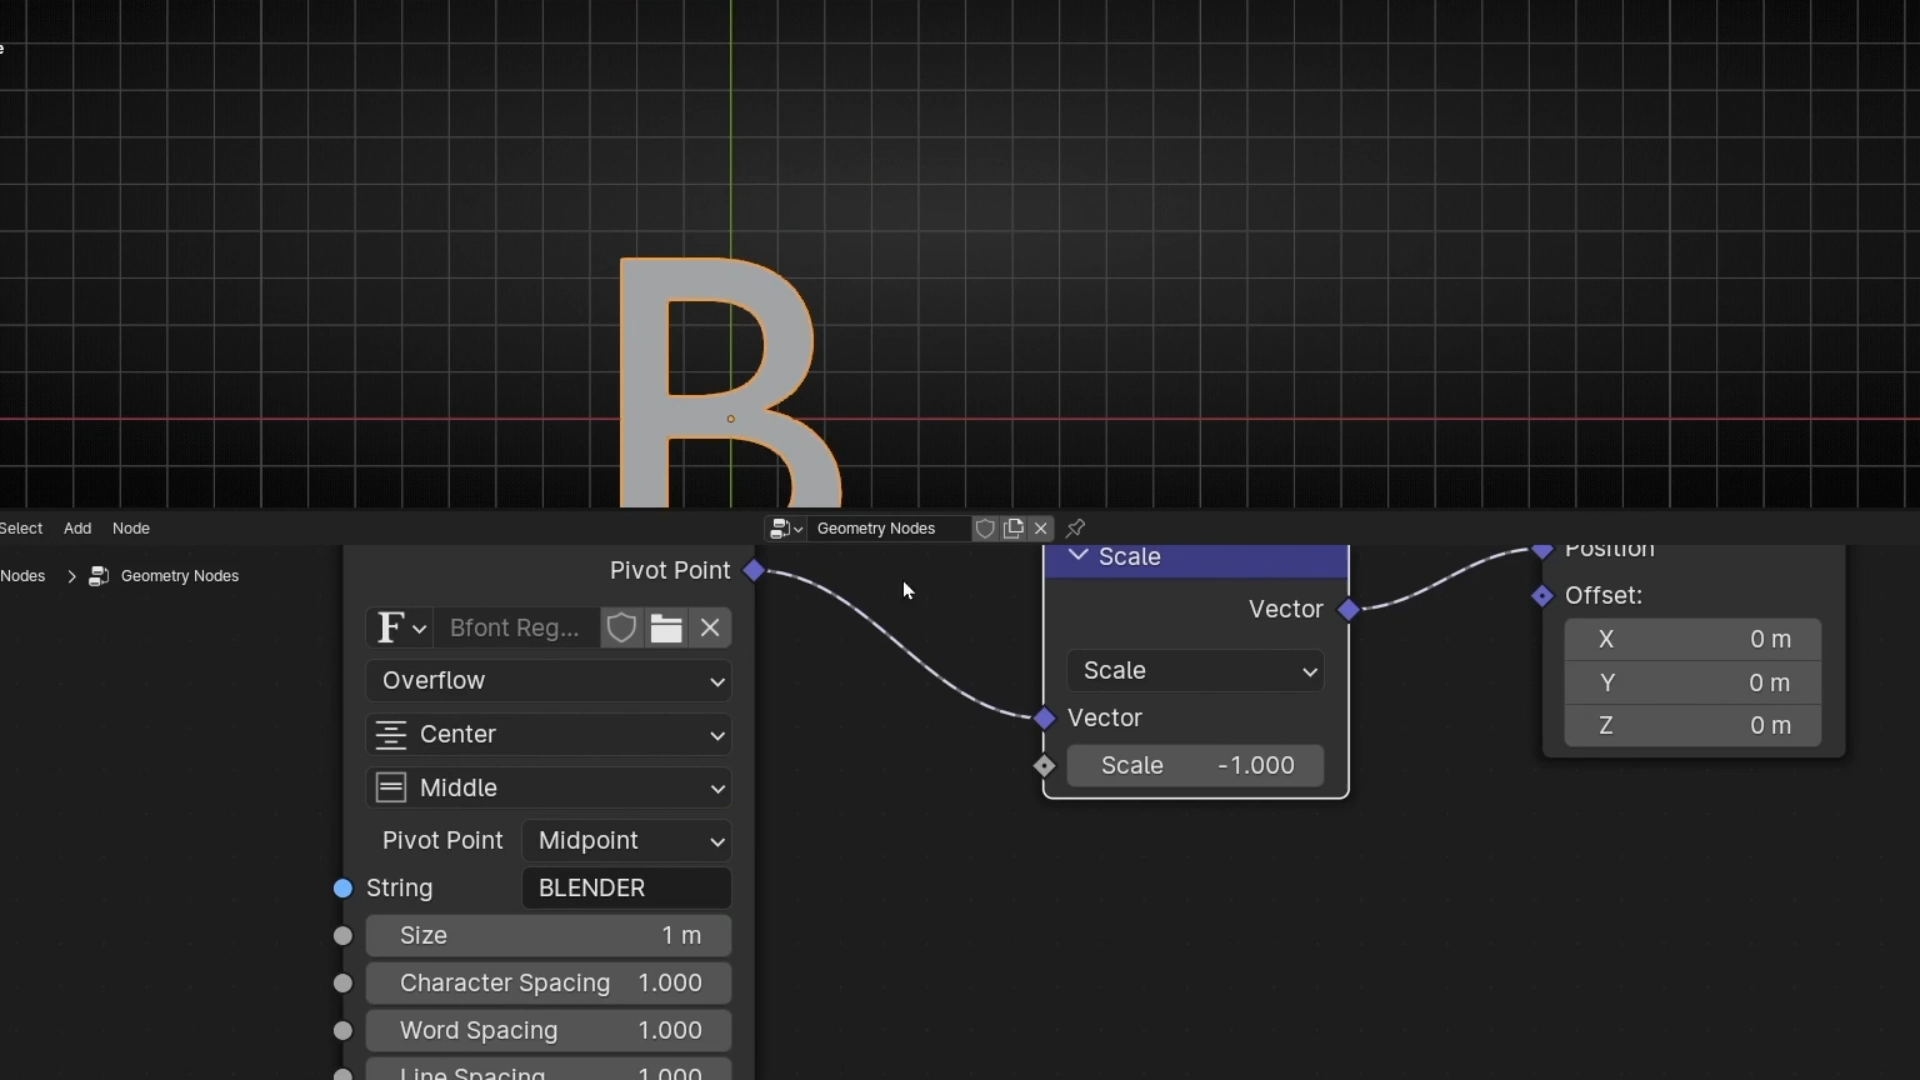 e
B
Select Add Node Geometry Nodes
Nodes > Geometry Nodes
Pivot Point
F Bfont Reg...
Overflow
Center
Middle
Pivot Point Midpoint
String BLENDER
Size 1 m
Character Spacing 1.000
Word Spacing 1.000
Line Spacing 1.000
Scale
Vector
Scale
Vector
Scale -1.000
Position
Offset:
X 0 m
Y 0 m
Z 0 m